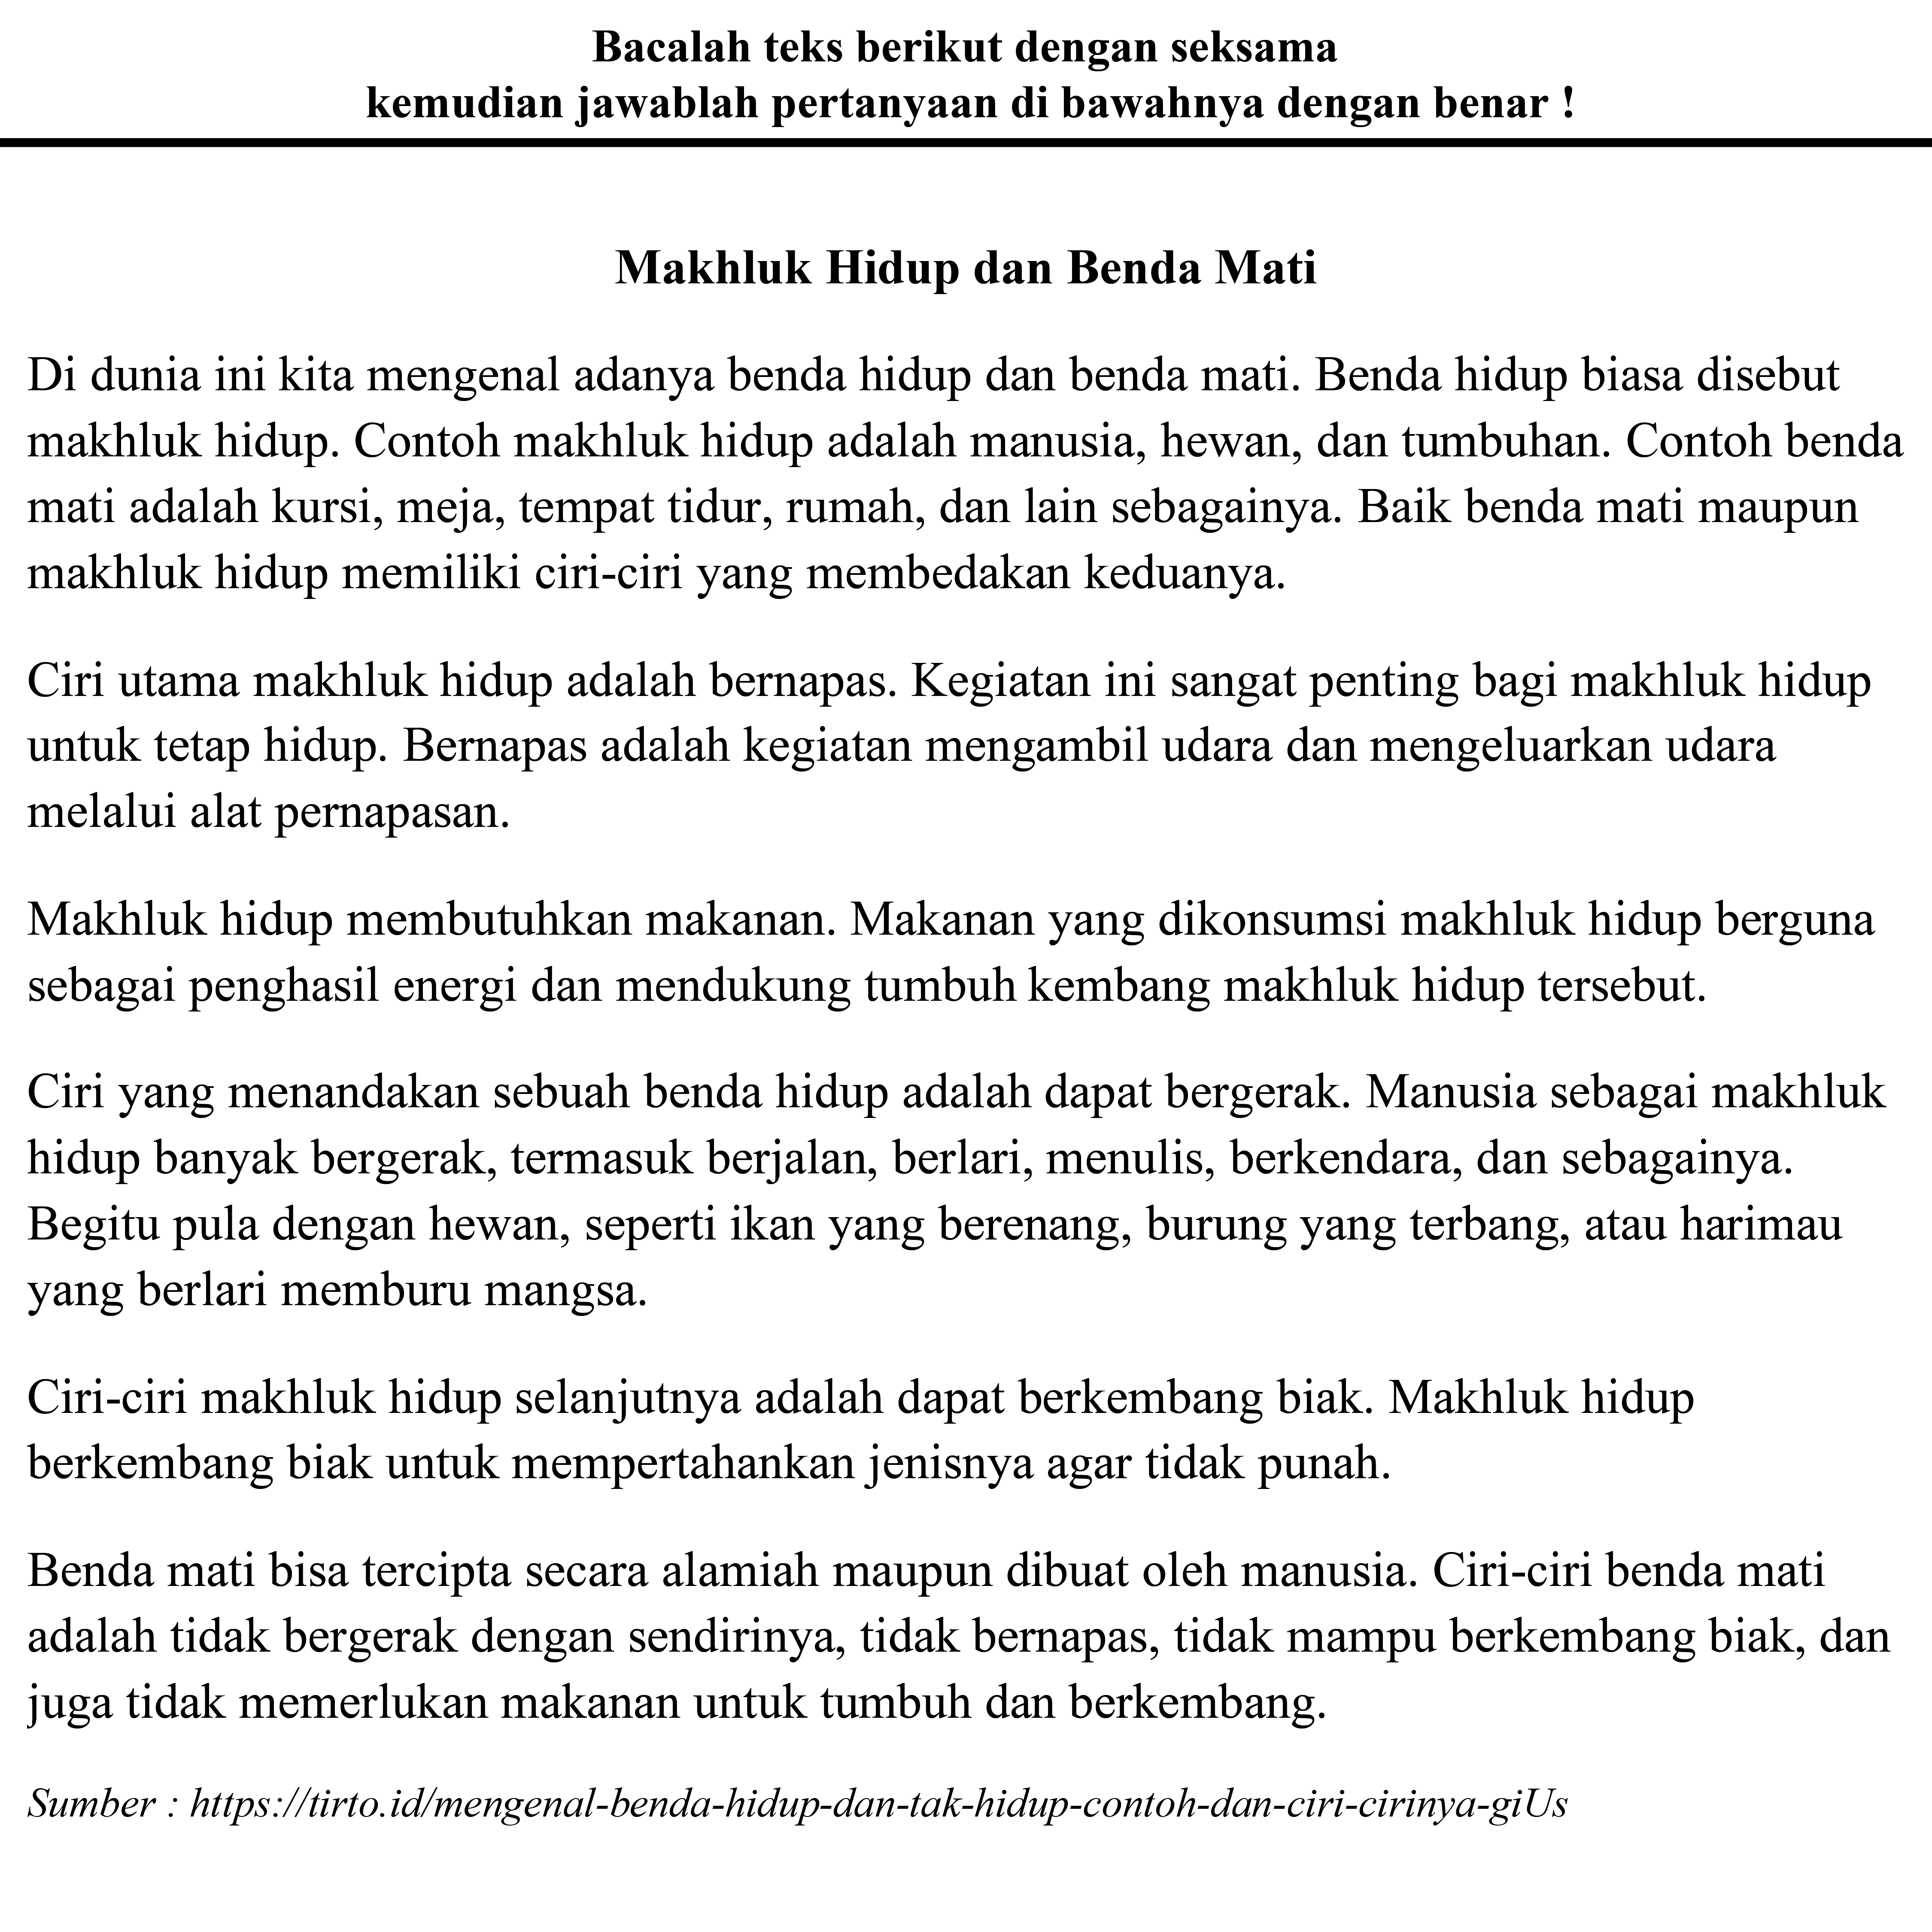 Bacalah teks berikut dengan seksama
kemudian jawablah pertanyaan di bawahnya dengan benar !
Makhluk Hidup dan Benda Mati
Di dunia ini kita mengenal adanya benda hidup dan benda mati. Benda hidup biasa disebut
makhluk hidup. Contoh makhluk hidup adalah manusia, hewan, dan tumbuhan. Contoh benda
mati adalah kursi, meja, tempat tidur, rumah, dan lain sebagainya. Baik benda mati maupun
makhluk hidup memiliki ciri-ciri yang membedakan keduanya.
Ciri utama makhluk hidup adalah bernapas. Kegiatan ini sangat penting bagi makhluk hidup
untuk tetap hidup. Bernapas adalah kegiatan mengambil udara dan mengeluarkan udara
melalui alat pernapasan.
Makhluk hidup membutuhkan makanan. Makanan yang dikonsumsi makhluk hidup berguna
sebagai penghasil energi dan mendukung tumbuh kembang makhluk hidup tersebut.
Ciri yang menandakan sebuah benda hidup adalah dapat bergerak. Manusia sebagai makhluk
hidup banyak bergerak, termasuk berjalan, berlari, menulis, berkendara, dan sebagainya.
Begitu pula dengan hewan, seperti ikan yang berenang, burung yang terbang, atau harimau
yang berlari memburu mangsa.
Ciri-ciri makhluk hidup selanjutnya adalah dapat berkembang biak. Makhluk hidup
berkembang biak untuk mempertahankan jenisnya agar tidak punah.
Benda mati bisa tercipta secara alamiah maupun dibuat oleh manusia. Ciri-ciri benda mati
adalah tidak bergerak dengan sendirinya, tidak bernapas, tidak mampu berkembang biak, dan
juga tidak memerlukan makanan untuk tumbuh dan berkembang.
Sumber : https://tirto.id/mengenal-benda-hidup-dan-tak-hidup-contoh-dan-ciri-cirinya-giUs